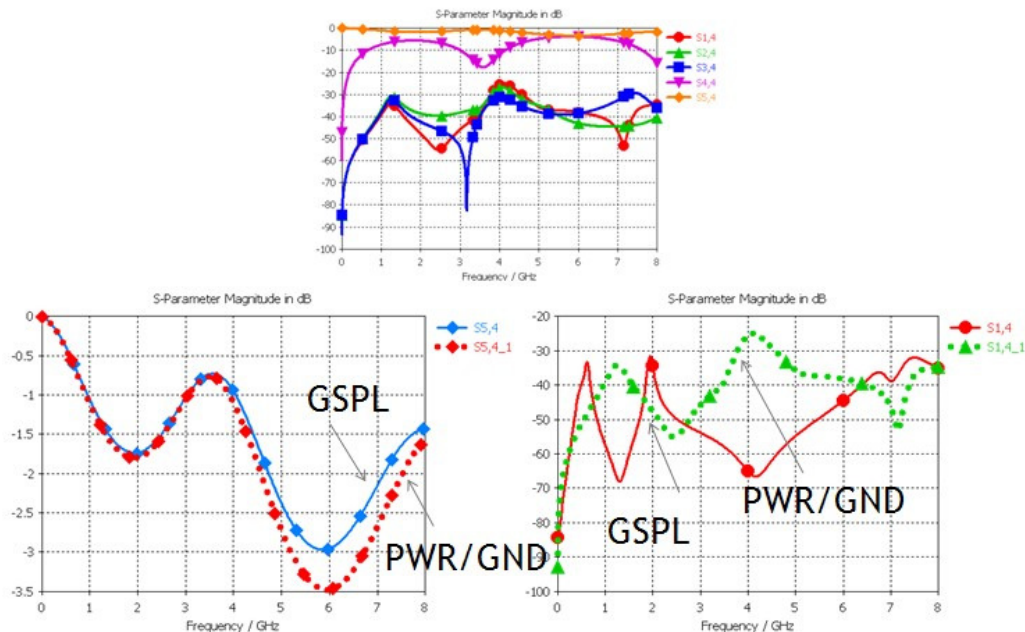 S-Parameter Magnitude in dB
0
-10
-20
-30
-40
-50
-60
-70
-80
-90
-100
0 1 2 3 4 5 6 7 8
Frequency / GHz
S1,4
S2,4
S3,4
S4,4
S5,4
S-Parameter Magnitude in dB
0
-0.5
-1
-1.5
-2
-2.5
-3
-3.5
0 1 2 3 4 5 6 7 8
Frequency / GHz
S5,4
S5,4_1
GSPL
PWR/GND
S-Parameter Magnitude in dB
-20
-30
-40
-50
-60
-70
-80
-90
-100
0 1 2 3 4 5 6 7 8
Frequency / GHz
S1,4
S1,4_1
PWR/GND
GSPL